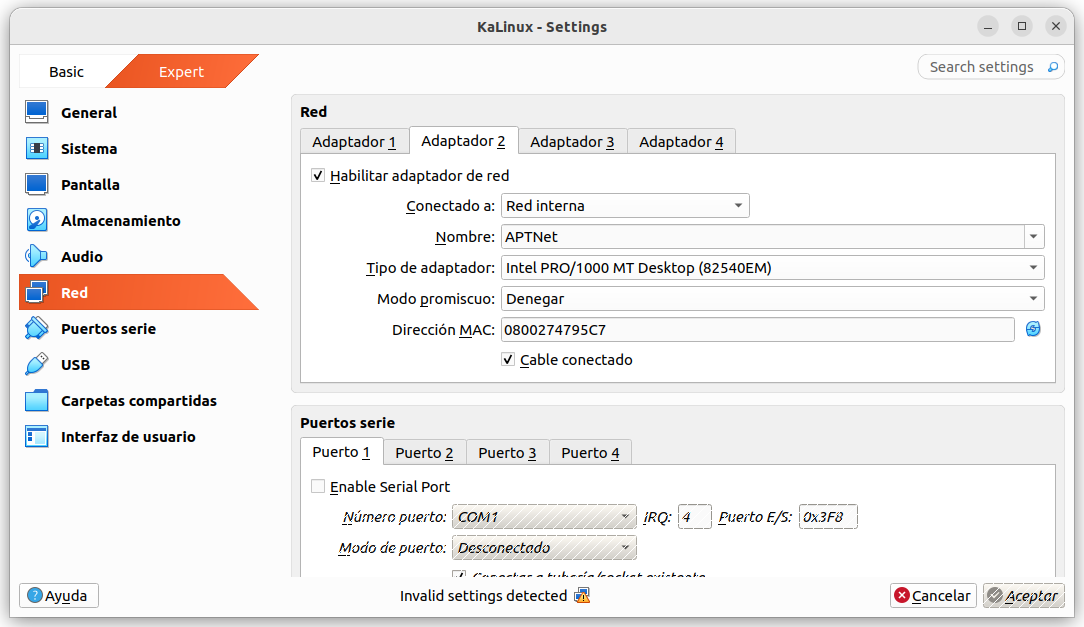 KaLinux - Settings
Basic
Expert
Search settings
General
Sistema
Pantalla
Almacenamiento
Audio
Red
Puertos serie
USB
Carpetas compartidas
Interfaz de usuario
Red
Adaptador 1 Adaptador 2 Adaptador 3 Adaptador 4
Habilitar adaptador de red
Conectado a: Red interna
Nombre: APTNet
Tipo de adaptador: Intel PRO/1000 MT Desktop (82540EM)
Modo promiscuo: Denegar
Dirección MAC: 0800274795C7
Cable conectado
Puertos serie
Puerto 1 Puerto 2 Puerto 3 Puerto 4
Enable Serial Port
Número puerto: COM1 IRQ: 4 Puerto E/S: 0x3F8
Modo de puerto: Desconectado
Conectar a tubería/socket existente
Ayuda
Invalid settings detected
Cancelar
Aceptar